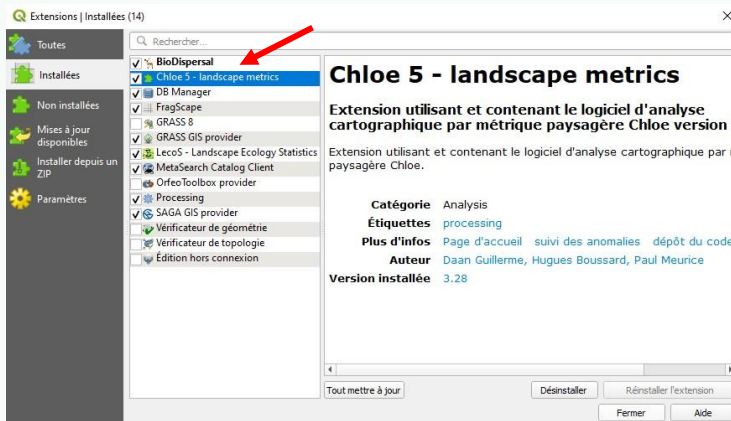 Extensions | Installées (14)
Toutes
Installées
Non installées
Mises à jour
disponibles
Installer depuis un
ZIP
Paramètres
Rechercher...
BioDispersal
Chloe 5 - landscape metrics
DB Manager
FragScape
GRASS 8
GRASS GIS provider
LecoS - Landscape Ecology Statistics
MetaSearch Catalog Client
OrfeoToolbox provider
Processing
SAGA GIS provider
Vérificateur de géométrie
Vérificateur de topologie
Édition hors connexion
Chloe 5 - landscape metrics
Extension utilisant et contenant le logiciel d'analyse
cartographique par métrique paysagère Chloe version
Extension utilisant et contenant le logiciel d'analyse cartographique par
paysagère Chloe.
Catégorie Analysis
Étiquettes processing
Plus d'infos Page d'accueil suivi des anomalies dépôt du code
Auteur Daan Guillerme, Hugues Boussard, Paul Meurice
Version installée 3.28
Tout mettre à jour Désinstaller Réinstaller l'extension
Fermer Aide